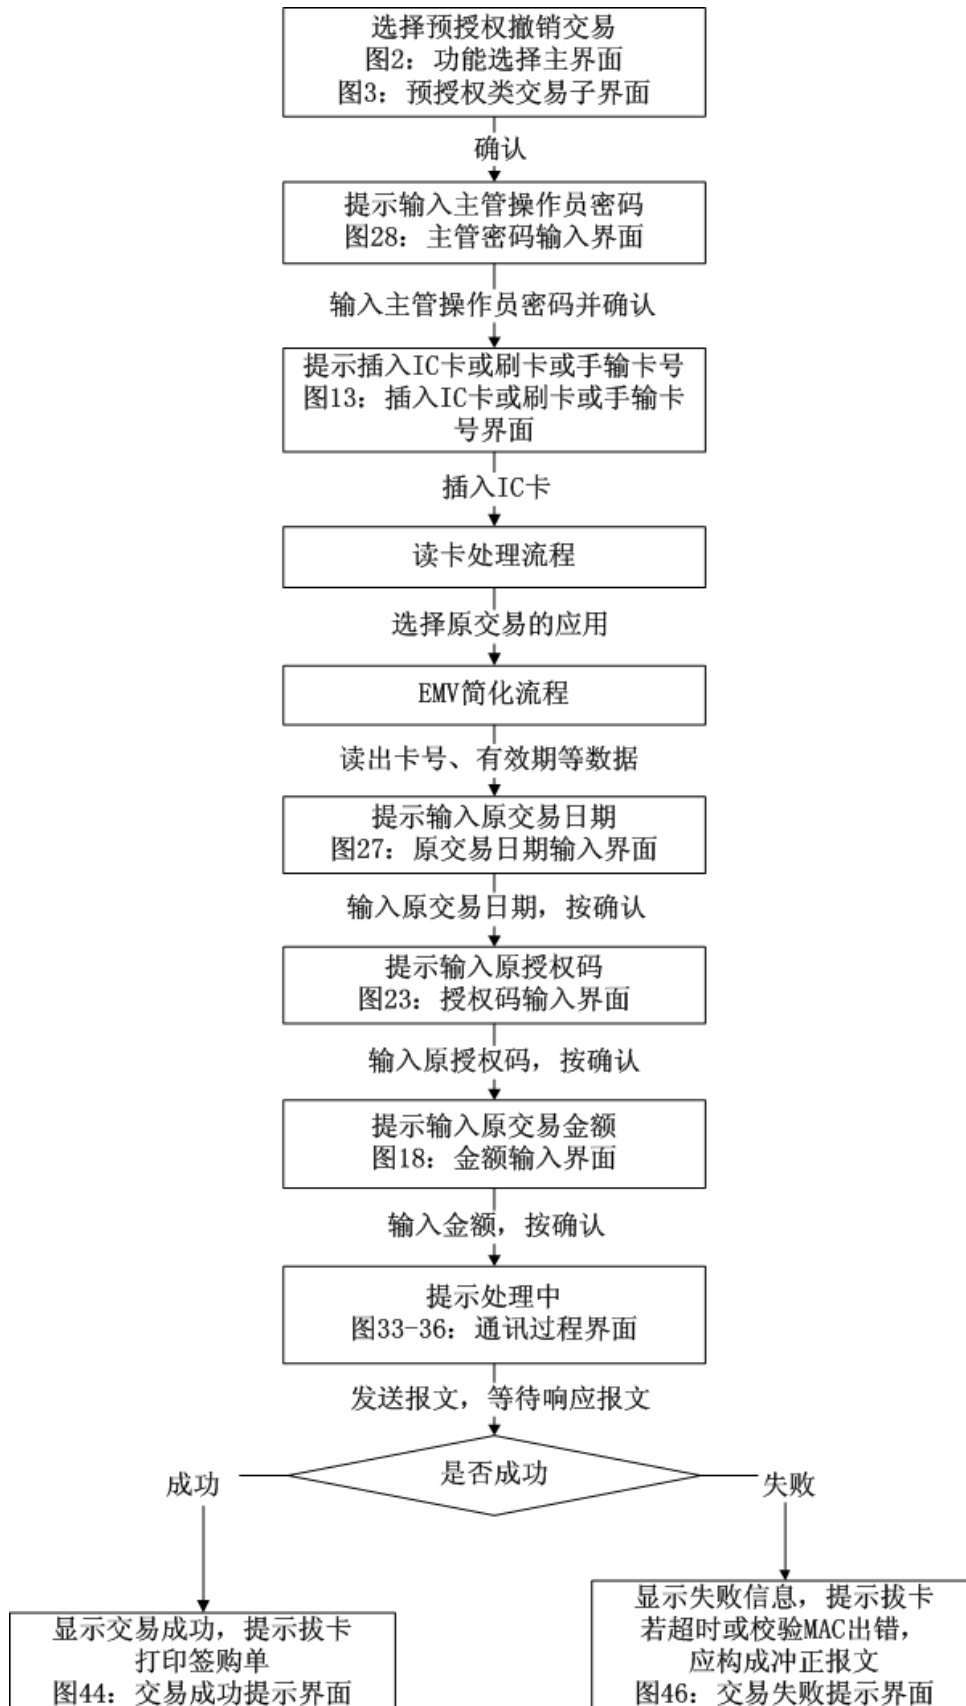 选择预授权撤销交易
图2：功能选择主界面
图3：预授权类交易子界面
确认
提示输入主管操作员密码
图28：主管密码输入界面
输入主管操作员密码并确认
提示插入IC卡或刷卡或手输卡号
图13：插入IC卡或刷卡或手输卡
号界面
插入IC卡
读卡处理流程
选择原交易的应用
EMV简化流程
读出卡号、有效期等数据
提示输入原交易日期
图27：原交易日期输入界面
输入原交易日期，按确认
提示输入原授权码
图23：授权码输入界面
输入原授权码，按确认
提示输入原交易金额
图18：金额输入界面
输入金额，按确认
提示处理中
图33-36：通讯过程界面
发送报文，等待响应报文
是否成功
成功
失败
显示交易成功，提示拔卡
打印签购单
图44：交易成功提示界面
显示失败信息，提示拔卡
若超时或校验MAC出错，
应构成冲正报文
图46：交易失败提示界面